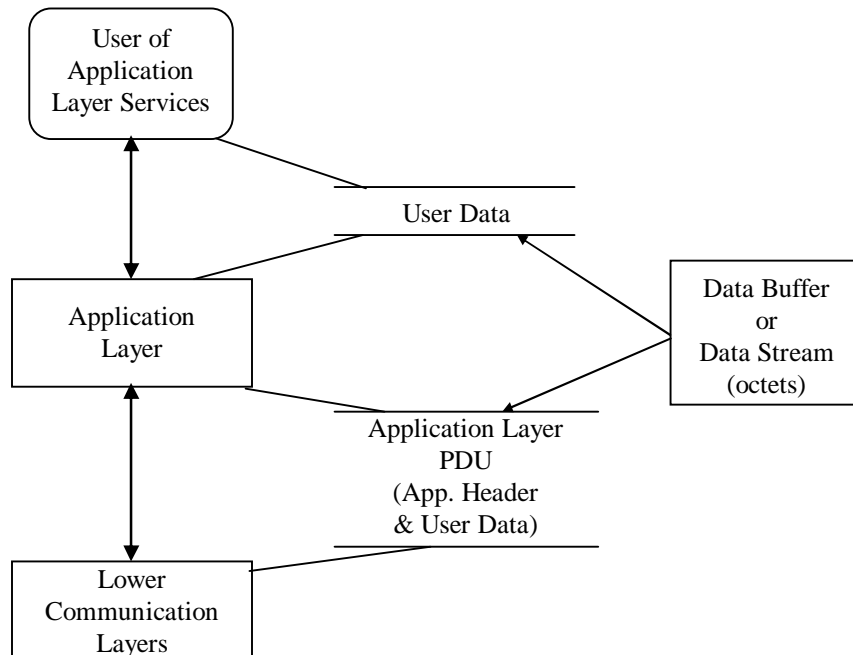 User of
Application
Layer Services
User Data
Data Buffer
or
Data Stream
(octets)
Application
Layer
Application Layer
PDU
(App. Header
& User Data)
Lower
Communication
Layers